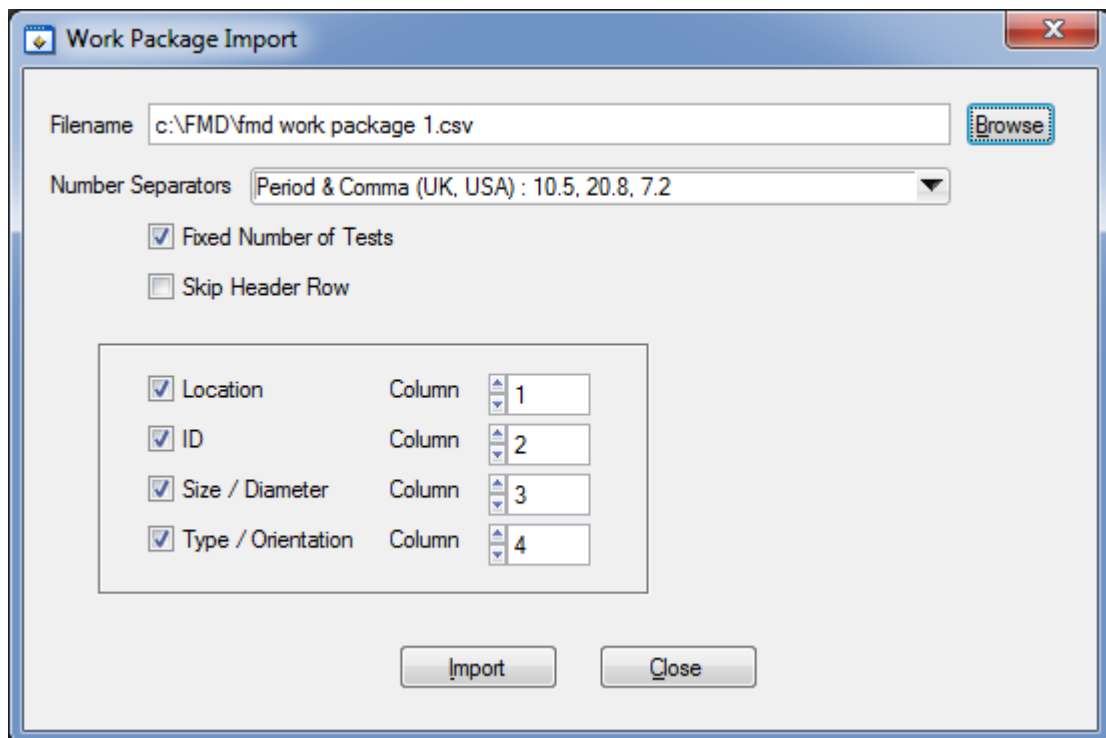 Work Package Import
Filename c:\FMD\fmd work package 1.csv Browse
Number Separators Period & Comma (UK, USA) : 10.5, 20.8, 7.2
Fixed Number of Tests
Skip Header Row
Location Column 1
ID Column 2
Size / Diameter Column 3
Type / Orientation Column 4
Import Close